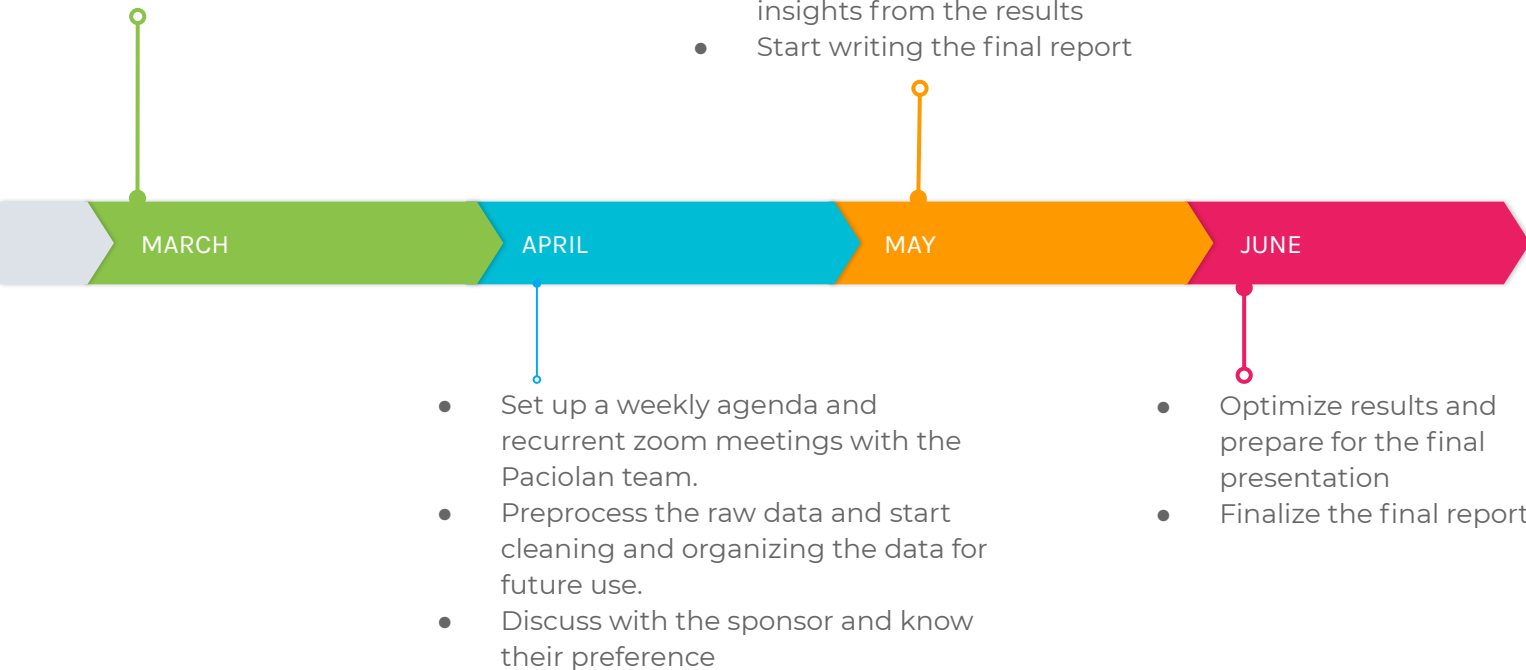 insights from the results
● Start writing the final report
MARCH
APRIL
MAY
JUNE
● Set up a weekly agenda and
recurrent zoom meetings with the
Paciolan team.
● Preprocess the raw data and start
cleaning and organizing the data for
future use.
● Discuss with the sponsor and know
their preference
● Optimize results and
prepare for the final
presentation
● Finalize the final report